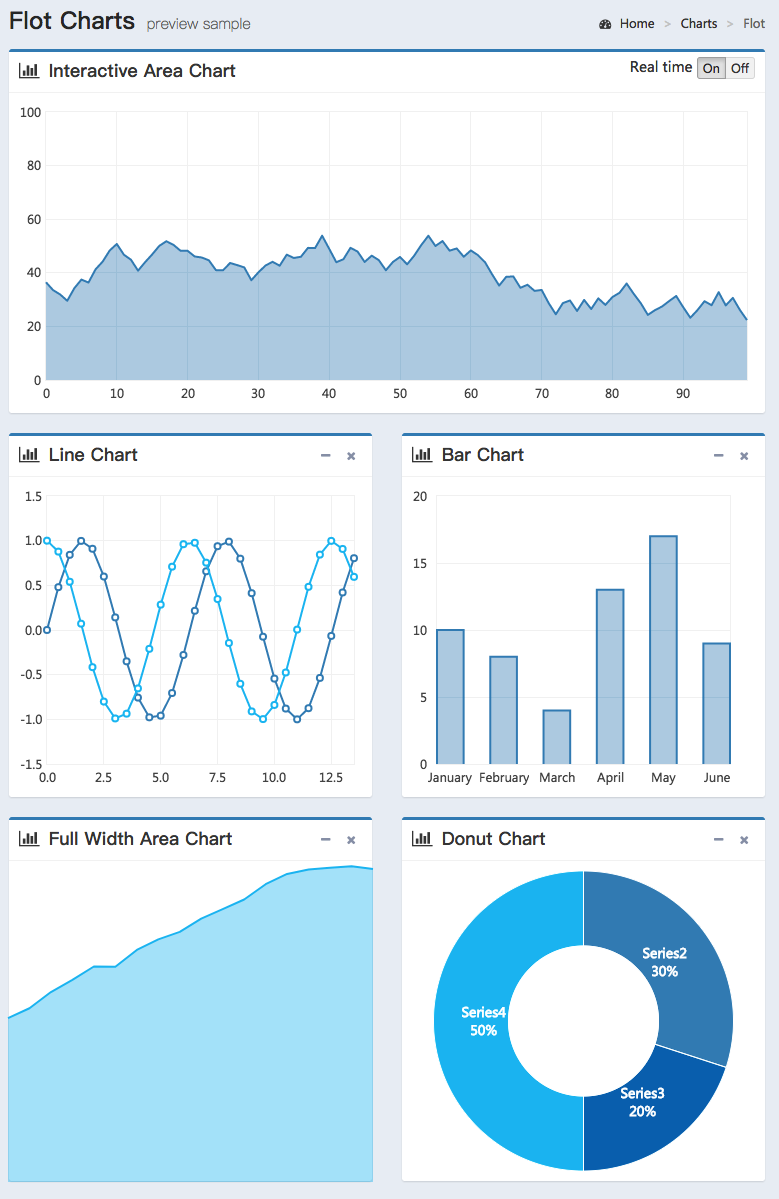 Flot Charts preview sample
Home > Charts > Flot
Interactive Area Chart
Real time On Off
100
80
60
40
20
0
0 10 20 30 40 50 60 70 80 90
Line Chart
1.5
1.0
0.5
0.0
-0.5
-1.0
-1.5
0.0 2.5 5.0 7.5 10.0 12.5
Bar Chart
20
15
10
5
0
January February March April May June
Full Width Area Chart
Donut Chart
Series2
30%
Series4
50%
Series3
20%